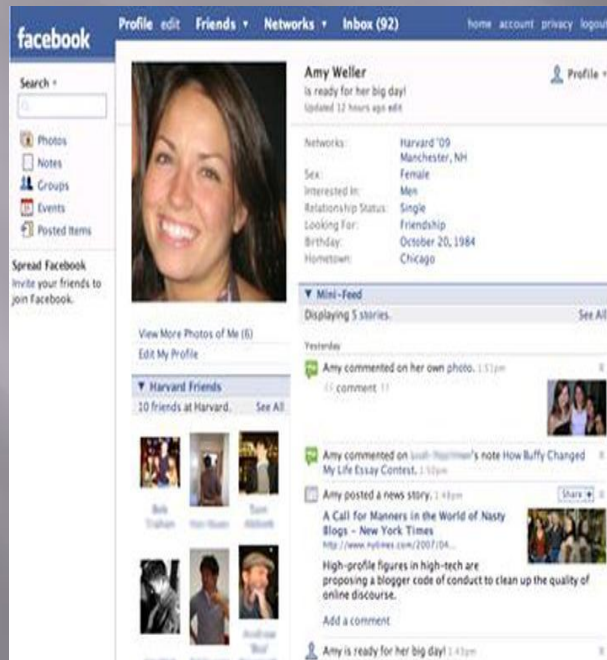 facebook
Profile edit Friends Networks Inbox (92) home account privacy logout
Search
Photos
Notes
Groups
Events
Posted Items
Spread Facebook
Invite your friends to
join Facebook.
View More Photos of Me (6)
Edit My Profile
Harvard Friends
10 friends at Harvard. See All
Amy Weller
is ready for her big day!
Updated 12 hours ago edit
Profile
Networks: Harvard '09
Manchester, NH
Sex: Female
Interested In: Men
Relationship Status: Single
Looking For: Friendship
Birthday: October 20, 1984
Hometown: Chicago
Mini-Feed
Displaying 5 stories. See All
Yesterday
Amy commented on her own photo. 1:51pm
comment
Amy commented on 's note How Buffy Changed
My Life Essay Contest. 1:50pm
Amy posted a news story. 1:48pm
Share +
A Call for Manners in the World of Nasty
Blogs - New York Times
http://www.nytimes.com/2007/04...
High-profile figures in high-tech are
proposing a blogger code of conduct to clean up the quality of
online discourse.
Add a comment
Amy is ready for her big day! 1:43pm